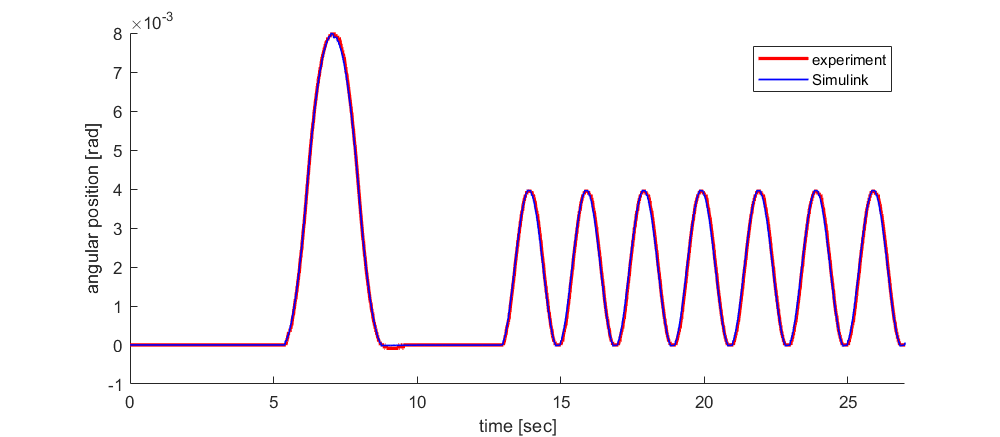 ×10-3
8
7
6
5
4
3
2
1
0
-1
angular position [rad]
experiment
Simulink
0 5 10 15 20 25
time [sec]